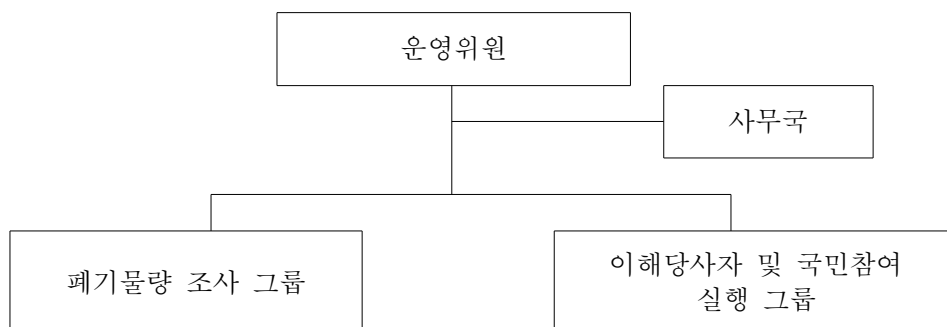 운영위원
사무국
폐기물량 조사 그룹
이해당사자 및 국민참여
실행 그룹